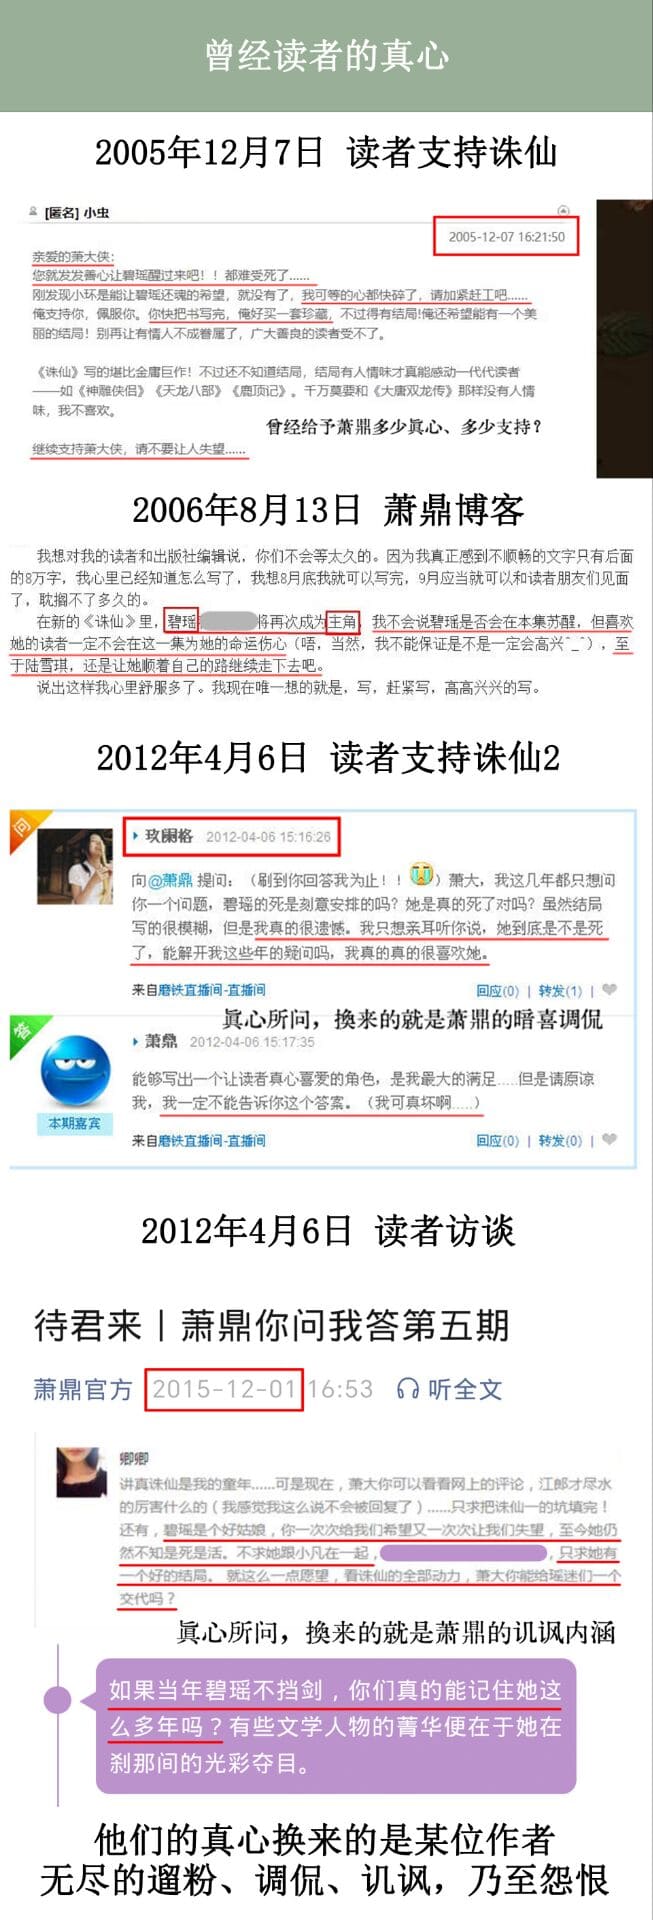 曾经读者的真心
2005年12月7日 读者支持诛仙
[匿名] 小虫
2005-12-07 16:21:50
亲爱的萧大侠：
您就发发善心让碧瑶醒过来吧！！都难受死了......
刚发现小环是能让碧瑶还魂的希望，就没有了，我可等的心都快碎了，请加紧赶工吧......
俺支持你，佩服你。你快把书写完，俺好买一套珍藏，不过得有结局!俺还希望能有一个美
丽的结局！别再让有情人不成眷属了，广大善良的读者受不了。
《诛仙》写的堪比金庸巨作！不过还不知道结局，结局有人情味才真能感动一代代读者
——如《神雕侠侣》《天龙八部》《鹿顶记》。千万莫要和《大唐双龙传》那样没有人情
味，我不喜欢。
曾经给予萧鼎多少真心、多少支持？
继续支持萧大侠，请不要让人失望......
2006年8月13日 萧鼎博客
我想对我的读者和出版社编辑说，你们不会等太久的。因为我真正感到不顺畅的文字只有后面
的8万字，我心里已经知道怎么写了，我想8月底我就可以写完，9月应当就可以和读者朋友们见面
了，耽搁不了多久的。
在新的《诛仙》里，碧瑶将再次成为主角，我不会说碧瑶是否会在本集苏醒，但喜欢
她的读者一定不会在这一集为她的命运伤心（唔，当然，我不能保证是不是一定会高兴^_^），至
于陆雪琪，还是让她顺着自己的路继续走下去吧。
说出这样我心里舒服多了。我现在唯一想的就是，写，赶紧写，高高兴兴的写。
2012年4月6日 读者支持诛仙2
问
玫阑格 2012-04-06 15:16:26
向@萧鼎 提问：（刷到你回答我为止！！）萧大，我这几年都只想问
你一个问题，碧瑶的死是刻意安排的吗？她是真的死了对吗？虽然结局
写的很模糊，但是我真的很遗憾。我只想亲耳听你说，她到底是不是死
了，能解开我这些年的疑问吗，我真的真的很喜欢她。
来自磨铁直播间-直播间
回应(0) | 转发(1) |
真心所问，换来的就是萧鼎的暗喜调侃
答
萧鼎 2012-04-06 15:17:35
能够写出一个让读者真心喜爱的角色，是我最大的满足.....但是请原谅
我，我一定不能告诉你这个答案。（我可真坏啊.....）
本期嘉宾
来自磨铁直播间-直播间
回应(0) | 转发(0) |
2012年4月6日 读者访谈
待君来丨萧鼎你问我答第五期
萧鼎官方 2015-12-01 16:53 听全文
卿卿
讲真诛仙是我的童年......可是现在，萧大你可以看看网上的评论，江郎才尽水
的厉害什么的（我感觉我这么说不会被回复了）......只求把诛仙一的坑填完！
还有，碧瑶是个好姑娘，你一次次给我们希望又一次次让我们失望，至今她仍
然不知是死是活。不求她跟小凡在一起，，只求她有
一个好的结局。 就这么一点愿望，看诛仙的全部动力，萧大你能给瑶迷们一个
交代吗？
真心所问，换来的就是萧鼎的讥讽内涵
如果当年碧瑶不挡剑，你们真的能记住她这
么多年吗？有些文学人物的菁华便在于她在
刹那间的光彩夺目。
他们的真心换来的是某位作者
无尽的遛粉、调侃、讥讽，乃至怨恨